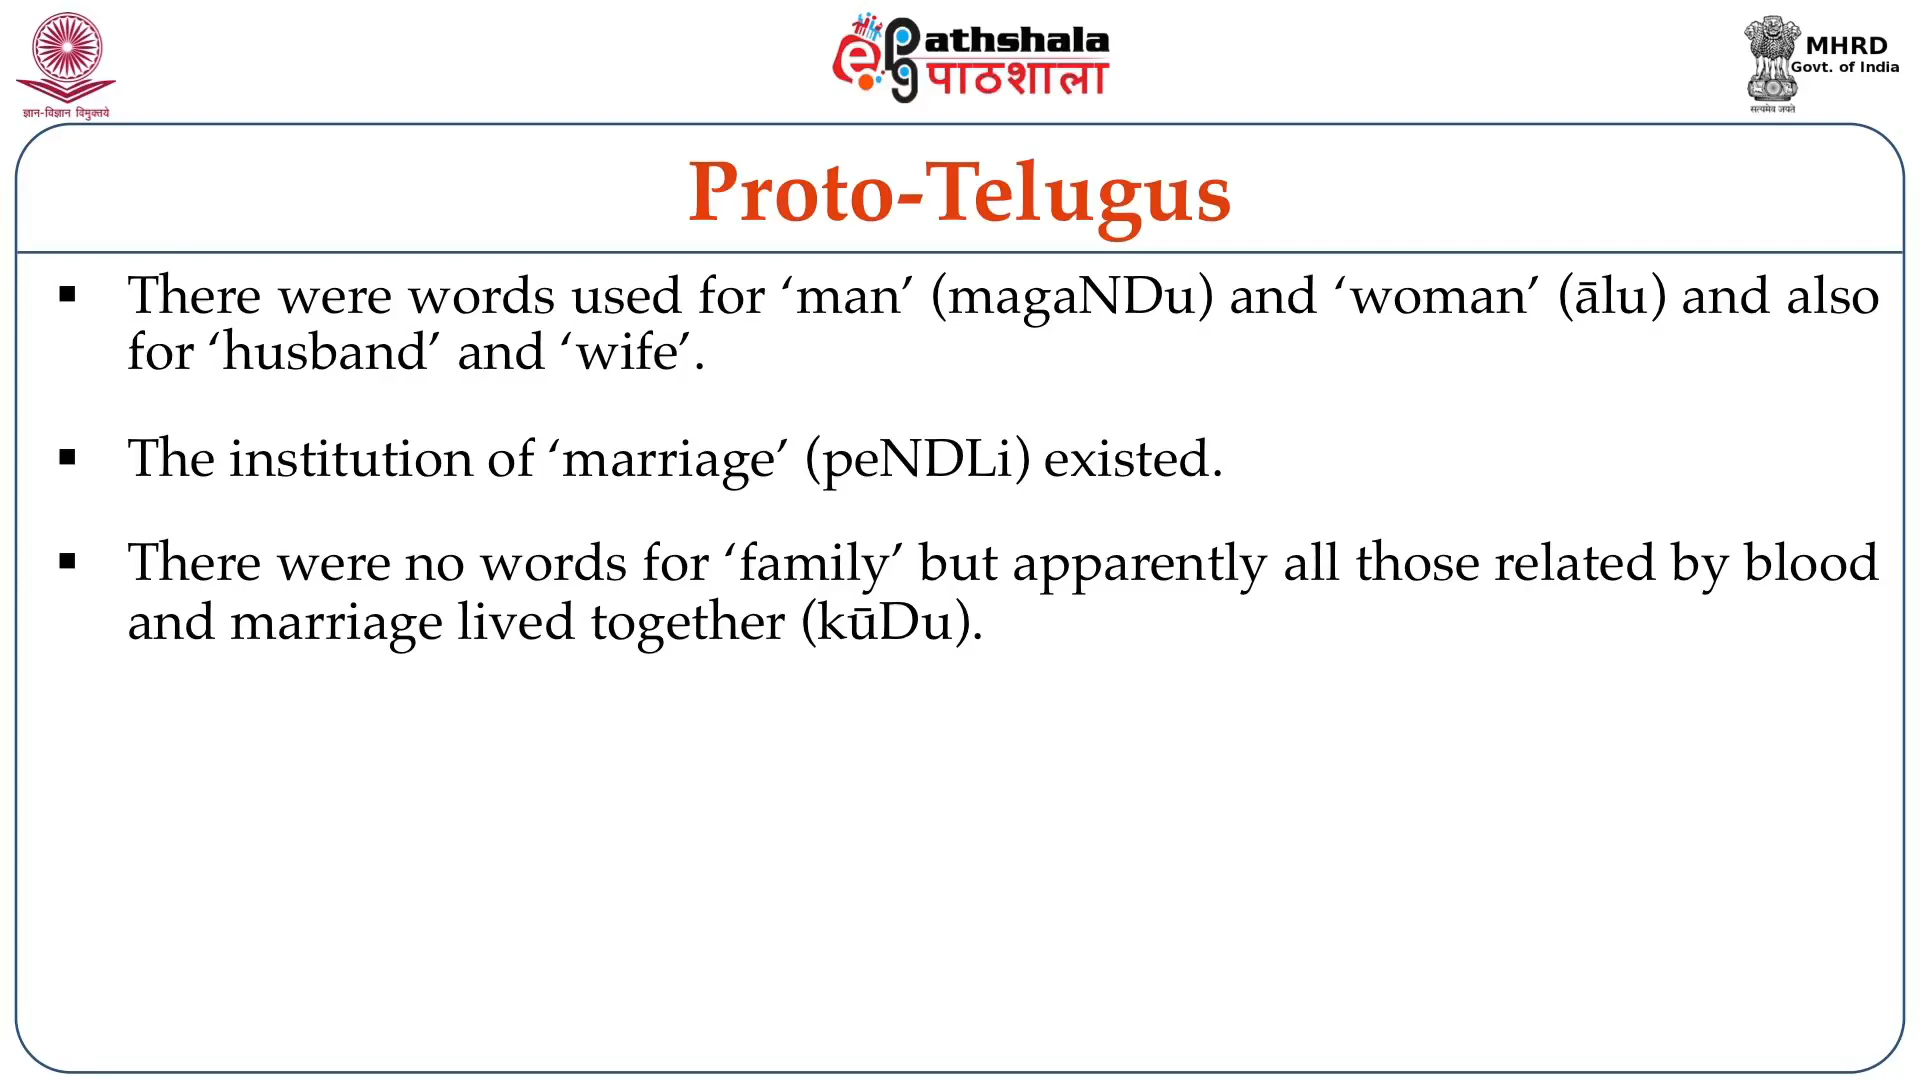 ज्ञान-विज्ञान विमुक्तये
ePG Pathshala
पाठशाला
MHRD
Govt. of India
सत्यमेव जयते
Proto-Telugus
▪ There were words used for ‘man’ (magaNDu) and ‘woman’ (ālu) and also
for ‘husband’ and ‘wife’.
▪ The institution of ‘marriage’ (peNDLi) existed.
▪ There were no words for ‘family’ but apparently all those related by blood
and marriage lived together (kūDu).